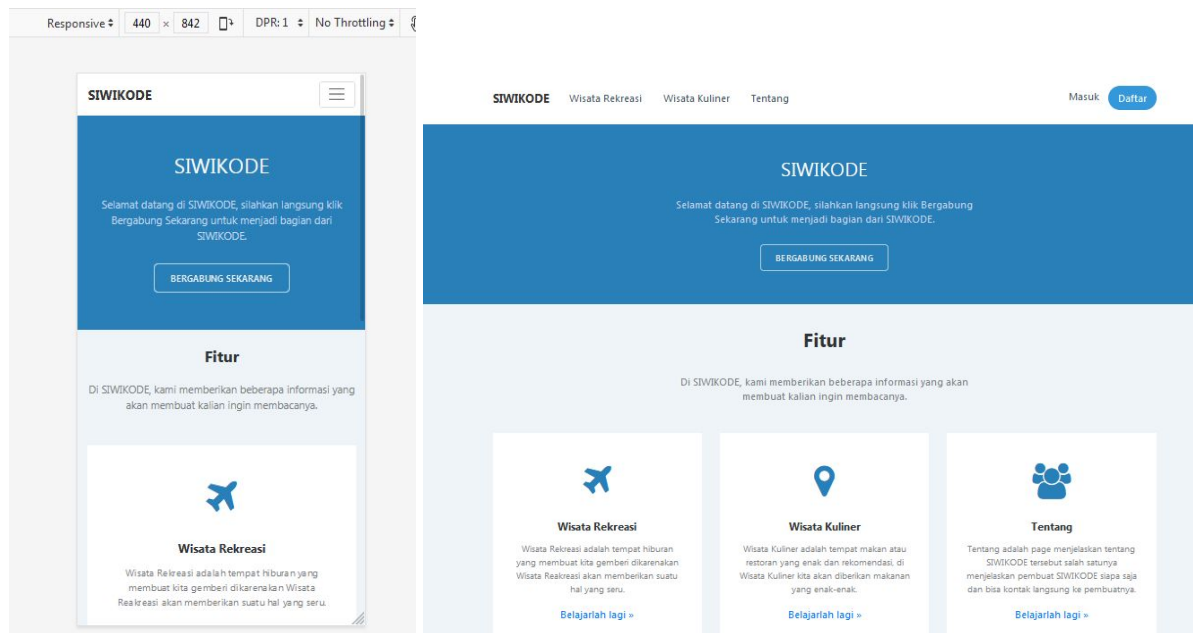 Responsive 440 × 842 DPR: 1 No Throttling
SIWIKODE
SIWIKODE
Selamat datang di SIWIKODE, silahkan langsung klik
Bergabung Sekarang untuk menjadi bagian dari
SIWIKODE.
BERGABUNG SEKARANG
Fitur
Di SIWIKODE, kami memberikan beberapa informasi yang
akan membuat kalian ingin membacanya.
Wisata Rekreasi
Wisata Rekreasi adalah tempat hiburan yang
membuat kita gemberi dikarenakan Wisata
Reakreasi akan memberikan suatu hal yang seru.
SIWIKODE Wisata Rekreasi Wisata Kuliner Tentang Masuk Daftar
SIWIKODE
Selamat datang di SIWIKODE, silahkan langsung klik Bergabung
Sekarang untuk menjadi bagian dari SIWIKODE.
BERGABUNG SEKARANG
Fitur
Di SIWIKODE, kami memberikan beberapa informasi yang akan
membuat kalian ingin membacanya.
Wisata Rekreasi
Wisata Rekreasi adalah tempat hiburan
yang membuat kita gemberi dikarenakan
Wisata Reakreasi akan memberikan suatu
hal yang seru.
Belajarlah lagi »
Wisata Kuliner
Wisata Kuliner adalah tempat makan atau
restoran yang enak dan rekomendasi, di
Wisata Kuliner kita akan diberikan makanan
yang enak-enak.
Belajarlah lagi »
Tentang
Tentang adalah page menjelaskan tentang
SIWIKODE tersebut salah satunya
menjelaskan pembuat SIWIKODE siapa saja
dan bisa kontak langsung ke pembuatnya.
Belajarlah lagi »